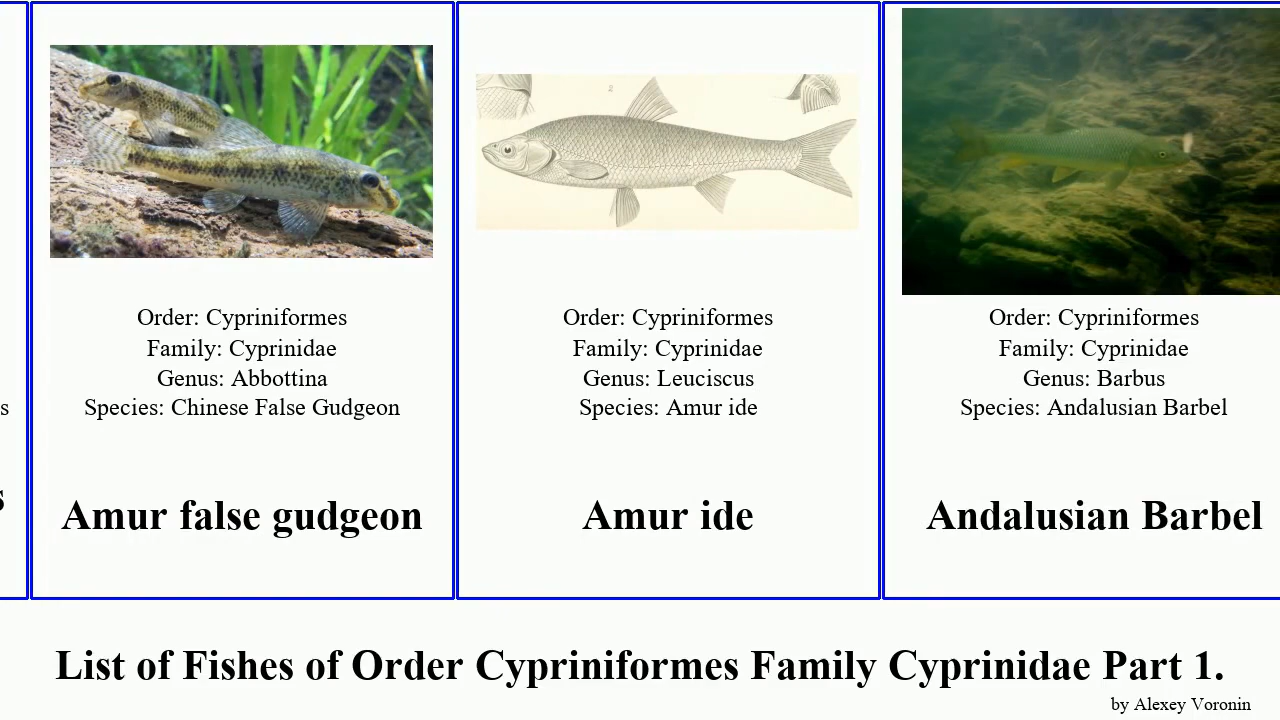 Order: Cypriniformes
Family: Cyprinidae
Genus: Abbottina
Species: Chinese False Gudgeon
Amur false gudgeon
2
Order: Cypriniformes
Family: Cyprinidae
Genus: Leuciscus
Species: Amur ide
Amur ide
Order: Cypriniformes
Family: Cyprinidae
Genus: Barbus
Species: Andalusian Barbel
Andalusian Barbel
List of Fishes of Order Cypriniformes Family Cyprinidae Part 1.
by Alexey Voronin